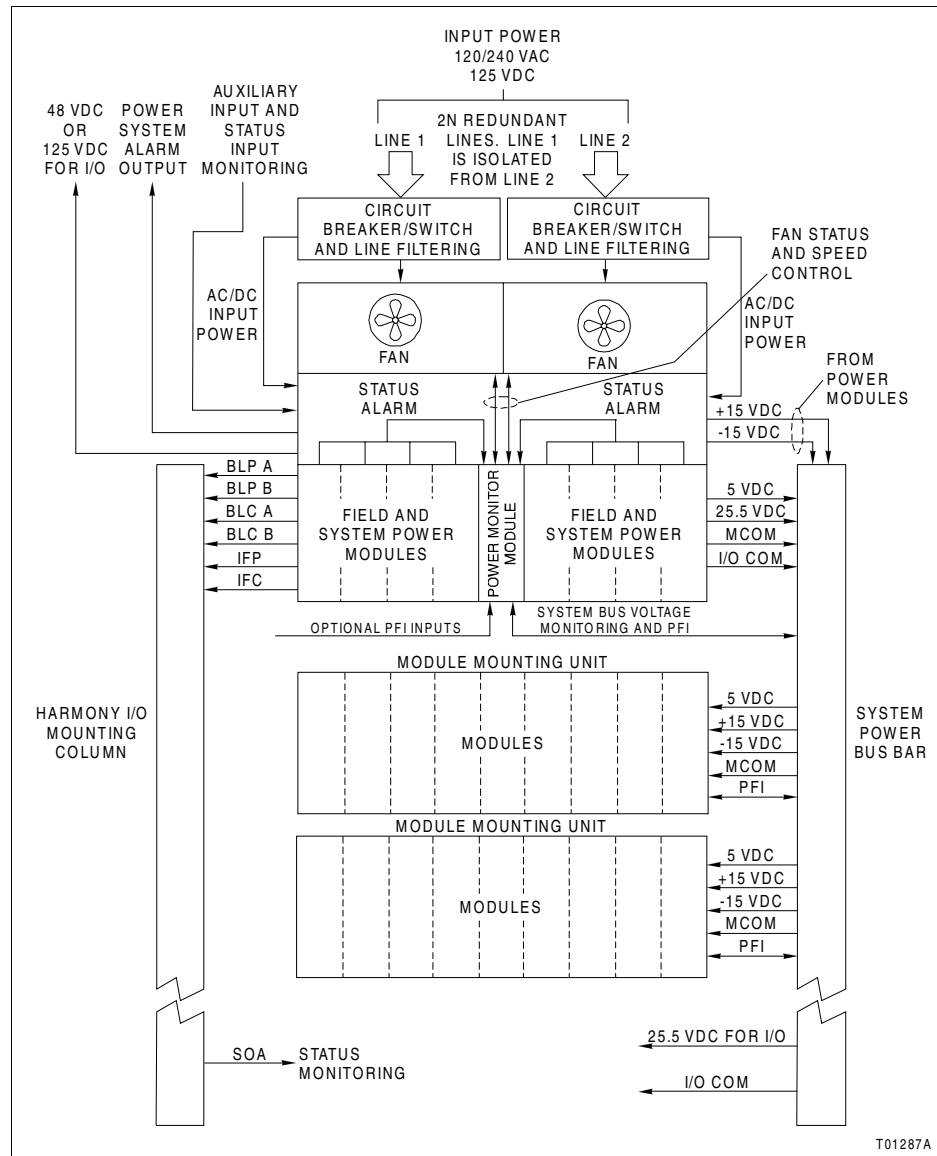 INPUT POWER
120/240 VAC
125 VDC
48 VDC
OR
125 VDC
FOR I/O
POWER
SYSTEM
ALARM
OUTPUT
AUXILIARY
INPUT AND
STATUS
INPUT
MONITORING
LINE 1
2N REDUNDANT
LINES. LINE 1
IS ISOLATED
FROM LINE 2
LINE 2
CIRCUIT
BREAKER/SWITCH
AND LINE FILTERING
CIRCUIT
BREAKER/SWITCH
AND LINE FILTERING
FAN STATUS
AND SPEED
CONTROL
AC/DC
INPUT
POWER
FAN
FAN
AC/DC
INPUT
POWER
FROM
POWER
MODULES
STATUS
ALARM
STATUS
ALARM
+15 VDC
-15 VDC
BLP A
BLP B
BLC A
BLC B
IFP
IFC
FIELD AND
SYSTEM POWER
MODULES
POWER MONITOR
MODULE
FIELD AND
SYSTEM POWER
MODULES
5 VDC
25.5 VDC
MCOM
I/O COM
OPTIONAL PFI INPUTS
SYSTEM BUS VOLTAGE
MONITORING AND PFI
MODULE MOUNTING UNIT
HARMONY I/O
MOUNTING
COLUMN
MODULES
5 VDC
+15 VDC
-15 VDC
MCOM
PFI
SYSTEM
POWER
BUS BAR
MODULE MOUNTING UNIT
MODULES
5 VDC
+15 VDC
-15 VDC
MCOM
PFI
SOA
STATUS
MONITORING
25.5 VDC FOR I/O
I/O COM
T01287A